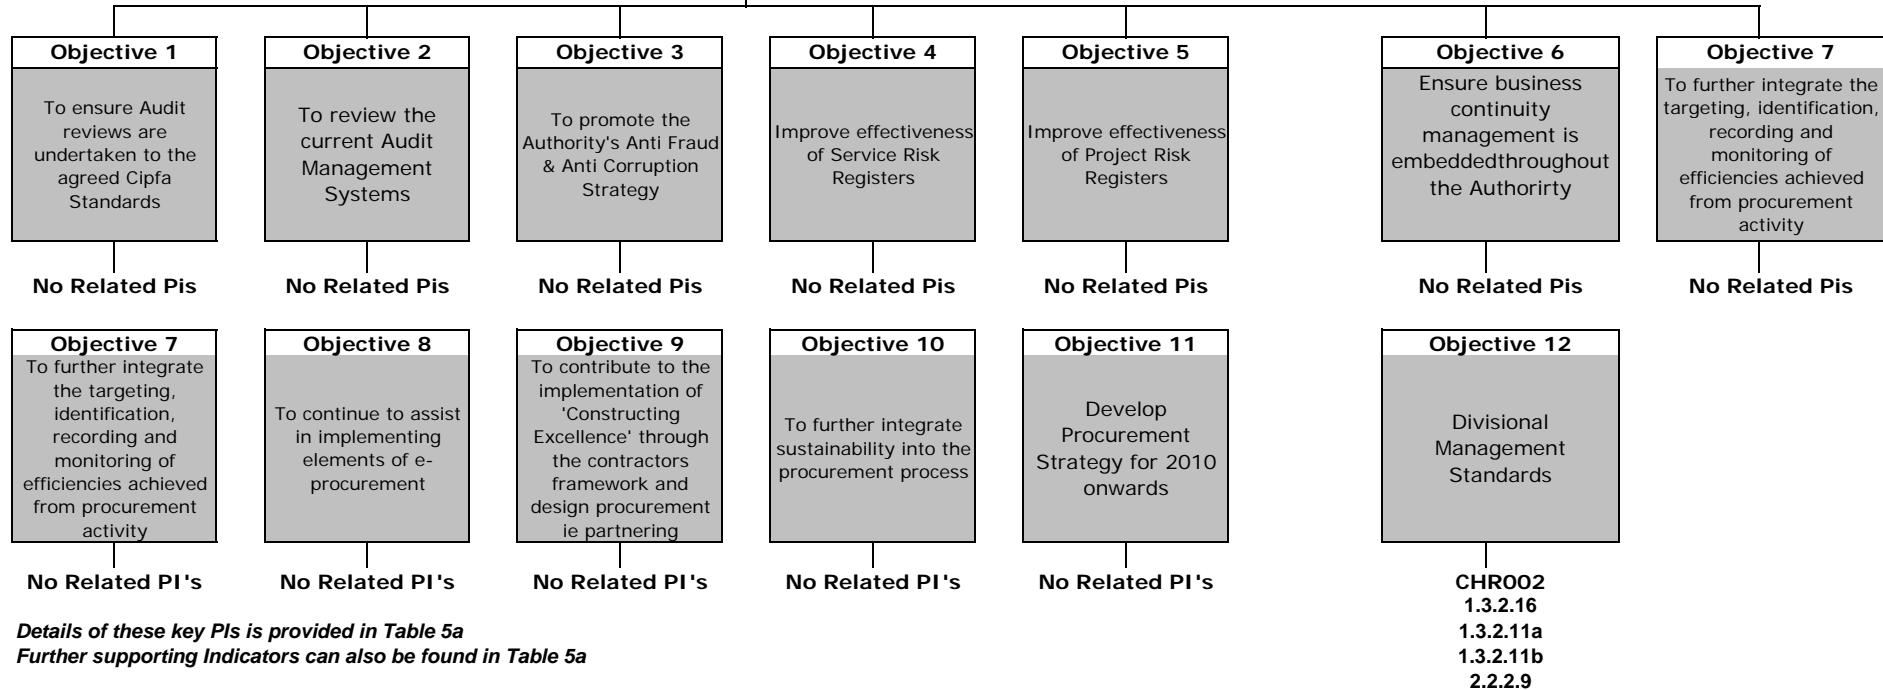 Objective 1
To ensure Audit
reviews are
undertaken to the
agreed Cipfa
Standards
No Related Pis
Objective 2
To review the
current Audit
Management
Systems
No Related Pis
Objective 3
To promote the
Authority's Anti Fraud
& Anti Corruption
Strategy
No Related Pis
Objective 4
Improve effectiveness
of Service Risk
Registers
No Related Pis
Objective 5
Improve effectiveness
of Project Risk
Registers
No Related Pis
Objective 6
Ensure business
continuity
management is
embeddedthroughout
the Authorirty
No Related Pis
Objective 7
To further integrate the
targeting, identification,
recording and
monitoring of
efficiencies achieved
from procurement
activity
No Related Pis
Objective 7
To further integrate
the targeting,
identification,
recording and
monitoring of
efficiencies achieved
from procurement
activity
No Related PI's
Objective 8
To continue to assist
in implementing
elements of e-
procurement
No Related PI's
Objective 9
To contribute to the
implementation of
'Constructing
Excellence' through
the contractors
framework and
design procurement
ie partnering
No Related PI's
Objective 10
To further integrate
sustainability into the
procurement process
No Related PI's
Objective 11
Develop
Procurement
Strategy for 2010
onwards
No Related PI's
Objective 12
Divisional
Management
Standards
CHR002
1.3.2.16
1.3.2.11a
1.3.2.11b
2.2.2.9
Details of these key PIs is provided in Table 5a
Further supporting Indicators can also be found in Table 5a